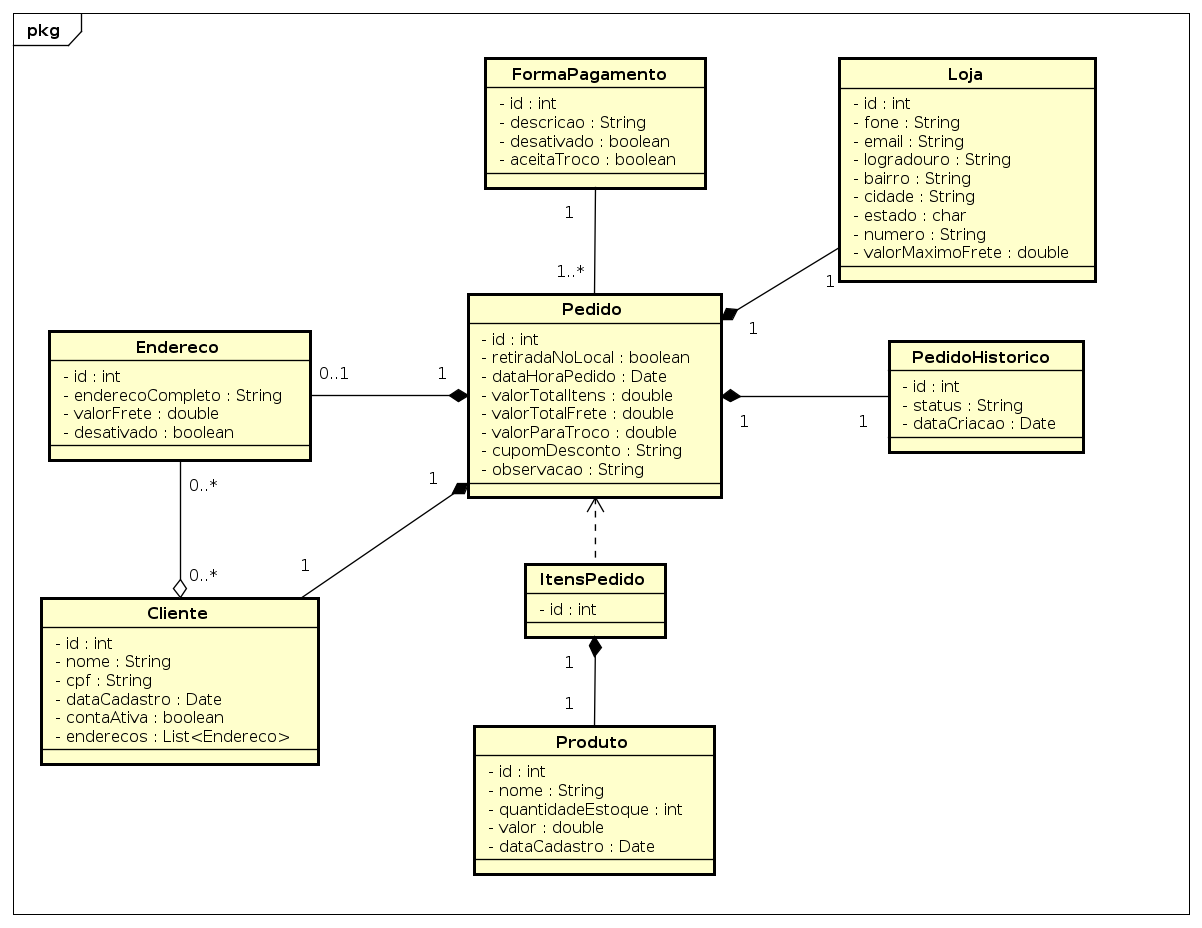 pkg
FormaPagamento
- id : int
- descricao : String
- desativado : boolean
- aceitaTroco : boolean
Loja
- id : int
- fone : String
- email : String
- logradouro : String
- bairro : String
- cidade : String
- estado : char
- numero : String
- valorMaximoFrete : double
1
1..*
1
1
Pedido
- id : int
- retiradaNoLocal : boolean
- dataHoraPedido : Date
- valorTotalItens : double
- valorTotalFrete : double
- valorParaTroco : double
- cupomDesconto : String
- observacao : String
Endereco
- id : int
- enderecoCompleto : String
- valorFrete : double
- desativado : boolean
0..1
1
PedidoHistorico
- id : int
- status : String
- dataCriacao : Date
1
1
0..*
0..*
1
1
ItensPedido
- id : int
Cliente
- id : int
- nome : String
- cpf : String
- dataCadastro : Date
- contaAtiva : boolean
- enderecos : List<Endereco>
1
1
Produto
- id : int
- nome : String
- quantidadeEstoque : int
- valor : double
- dataCadastro : Date